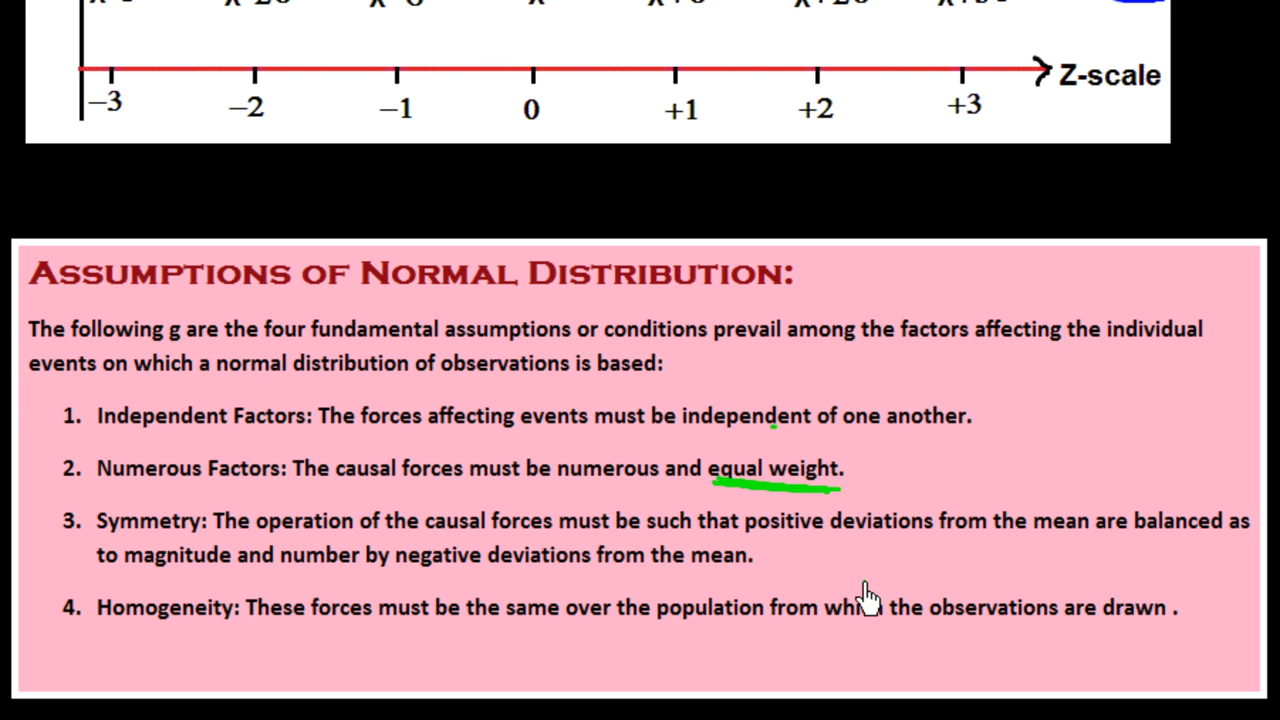 Z-scale
−3 −2 −1 0 +1 +2 +3
ASSUMPTIONS OF NORMAL DISTRIBUTION:
The following g are the four fundamental assumptions or conditions prevail among the factors affecting the individual
events on which a normal distribution of observations is based:
1. Independent Factors: The forces affecting events must be independent of one another.
2. Numerous Factors: The causal forces must be numerous and equal weight.
3. Symmetry: The operation of the causal forces must be such that positive deviations from the mean are balanced as
to magnitude and number by negative deviations from the mean.
4. Homogeneity: These forces must be the same over the population from the observations are drawn .